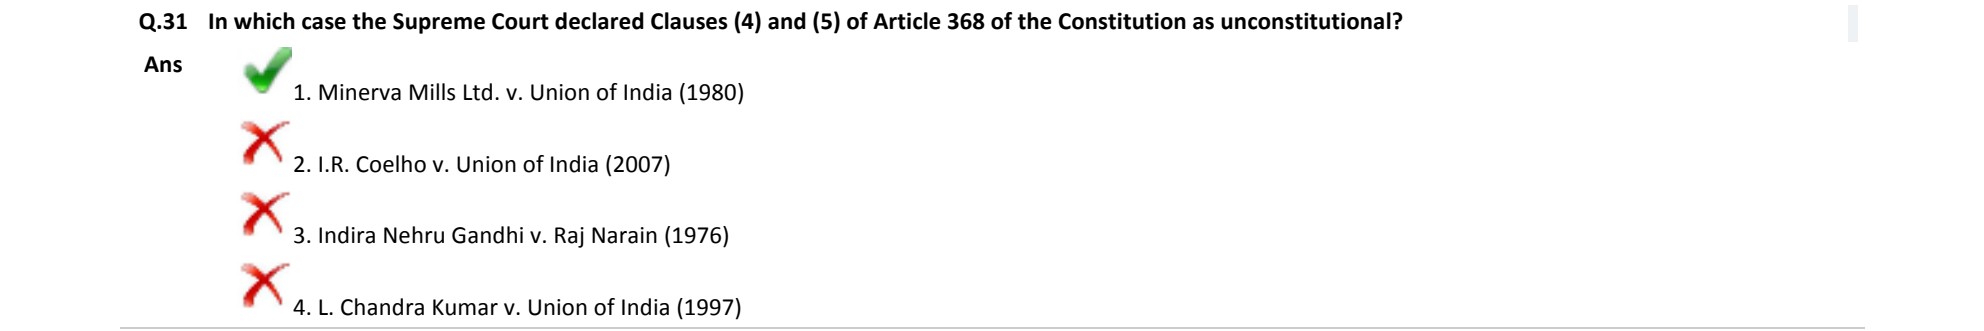 Q.31 In which case the Supreme Court declared Clauses (4) and (5) of Article 368 of the Constitution as unconstitutional?
Ans
1. Minerva Mills Ltd. v. Union of India (1980)
2. I.R. Coelho v. Union of India (2007)
3. Indira Nehru Gandhi v. Raj Narain (1976)
4. L. Chandra Kumar v. Union of India (1997)